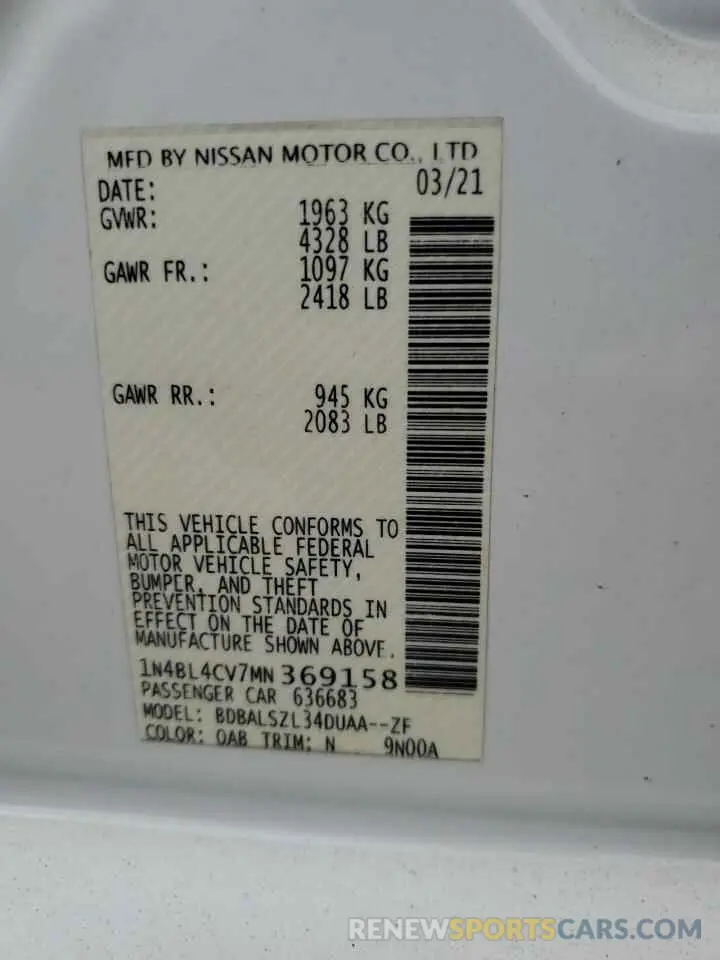 MFD BY NISSAN MOTOR CO., LTD
DATE: 03/21
GVWR: 1963 KG
4328 LB
GAWR FR.: 1097 KG
2418 LB
GAWR RR.: 945 KG
2083 LB
THIS VEHICLE CONFORMS TO
ALL APPLICABLE FEDERAL
MOTOR VEHICLE SAFETY,
BUMPER, AND THEFT
PREVENTION STANDARDS IN
EFFECT ON THE DATE OF
MANUFACTURE SHOWN ABOVE.
1N4BL4CV7MN369158
PASSENGER CAR 636683
MODEL: BDBALSZL34DUAA--ZF
COLOR: QAB TRIM: N 9N00A
RENEWSPORTSCARS.COM